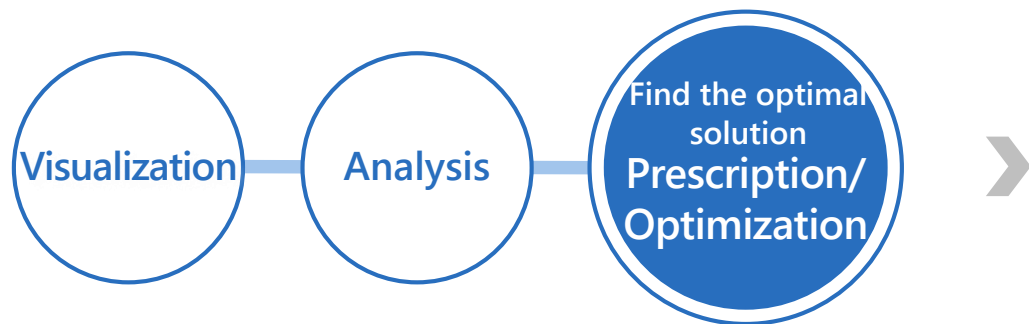 Visualization
Analysis
Find the optimal
solution
Prescription/
Optimization